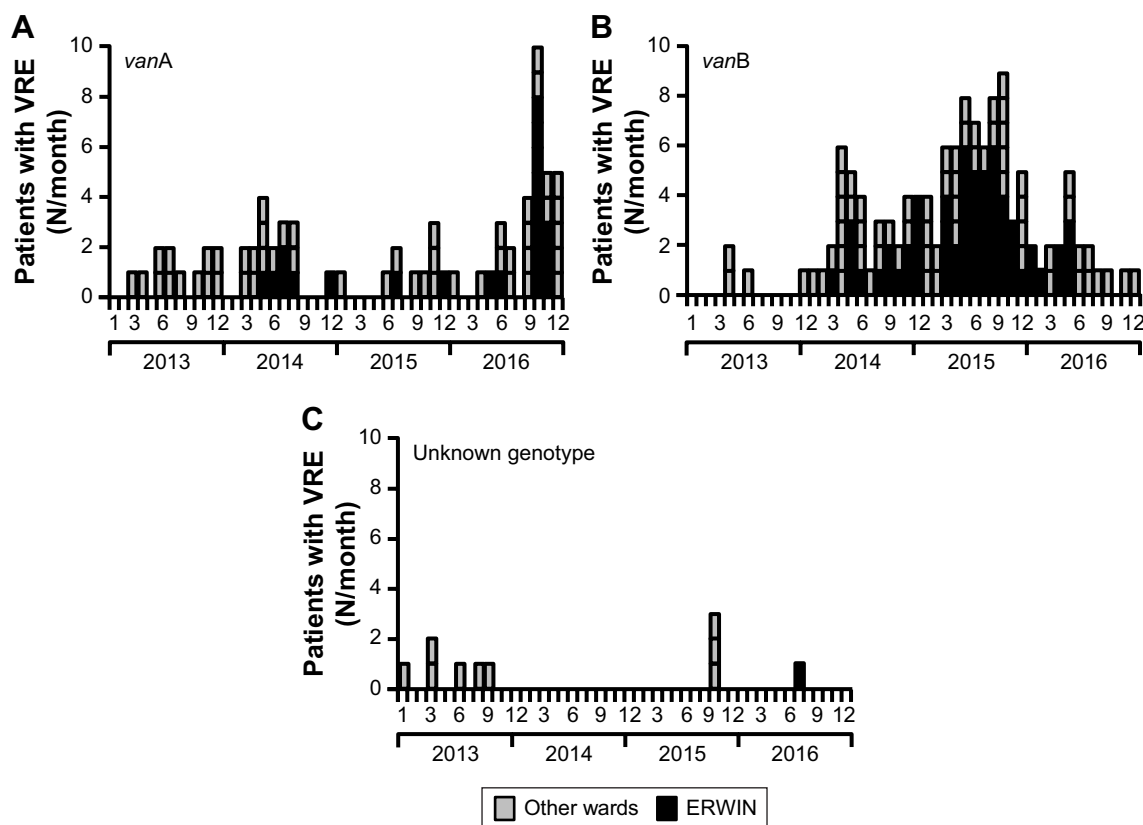 A
vanA
Patients with VRE
(N/month)
10
8
6
4
2
0
1 3 6 9 12 3 6 9 12 3 6 9 12 3 6 9 12
2013 2014 2015 2016
B
vanB
Patients with VRE
(N/month)
10
8
6
4
2
0
1 3 6 9 12 3 6 9 12 3 6 9 12 3 6 9 12
2013 2014 2015 2016
C
Unknown genotype
Patients with VRE
(N/month)
10
8
6
4
2
0
1 3 6 9 12 3 6 9 12 3 6 9 12 3 6 9 12
2013 2014 2015 2016
Other wards ERWIN